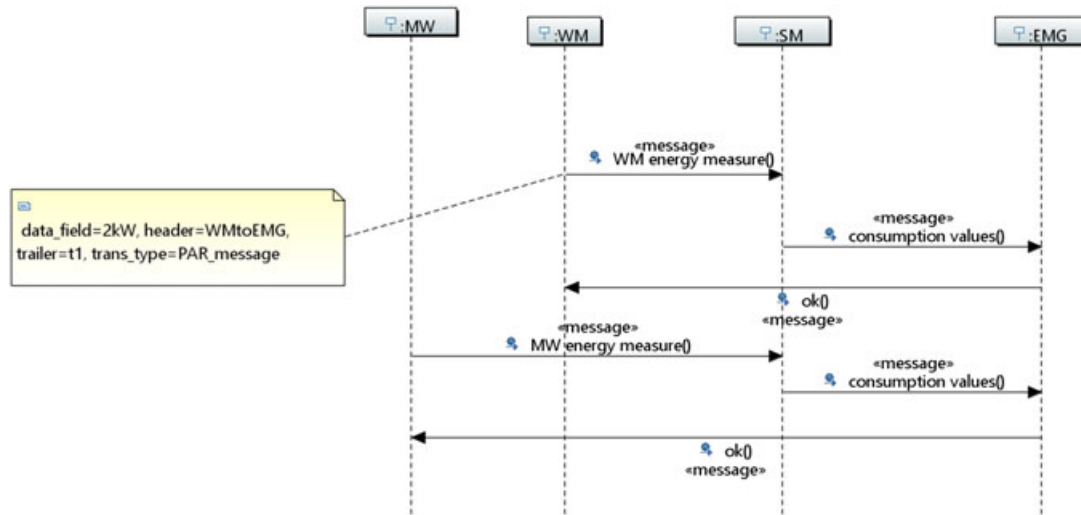 :MW
:WM
:SM
:EMG
«message»
WM energy measure()
data_field=2kW, header=WMtoEMG,
trailer=t1, trans_type=PAR_message
«message»
consumption values()
ok()
«message»
«message»
MW energy measure()
«message»
consumption values()
ok()
«message»